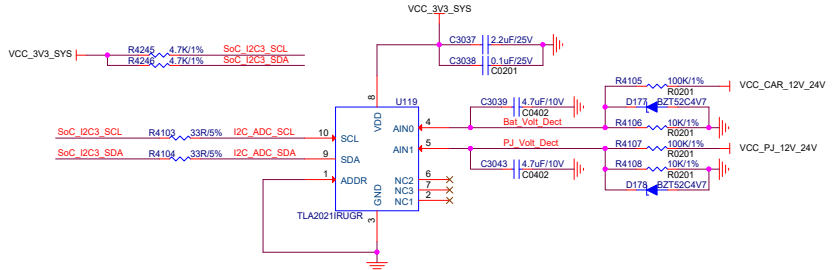 VCC_3V3_SYS
C3037 2.2uF/25V
R4245 4.7K/1% SoC_I2C3_SCL
VCC_3V3_SYS
R4246 4.7K/1% SoC_I2C3_SDA
C3038 0.1uF/25V
C0201
R4105 100K/1%
VCC_CAR_12V_24V
R0201
8
U119
C3039 4.7uF/10V
D177 BZT52C4V7
C0402
VDD
4 Bat_Volt_Dect
R4106 10K/1%
AIN0
R0201
SoC_I2C3_SCL R4103 33R/5% I2C_ADC_SCL 10 SCL
5 PJ_Volt_Dect
R4107 100K/1%
AIN1
VCC_PJ_12V_24V
R0201
SoC_I2C3_SDA R4104 33R/5% I2C_ADC_SDA 9 SDA
C3043 4.7uF/10V
R4108 10K/1%
C0402
R0201
1 ADDR
6 NC2
7 NC3
2 NC1
D178 BZT52C4V7
GND
TLA2021IRUGR
3